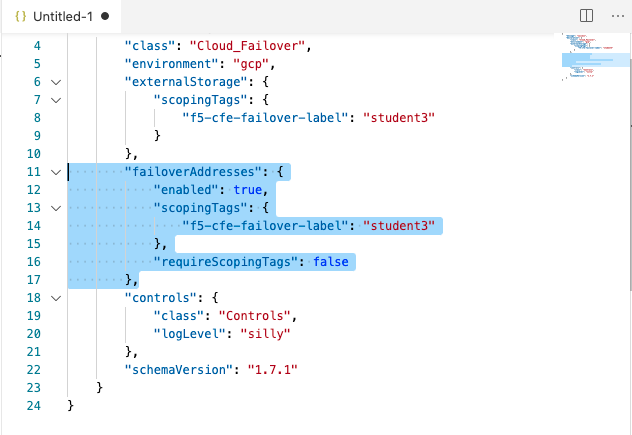 {} Untitled-1 ●
4 "class": "Cloud_Failover",
5 "environment": "gcp",
6 "externalStorage": {
7 "scopingTags": {
8 "f5-cfe-failover-label": "student3"
9 }
10 },
11 "failoverAddresses": {
12 "enabled": true,
13 "scopingTags": {
14 "f5-cfe-failover-label": "student3"
15 },
16 "requireScopingTags": false
17 },
18 "controls": {
19 "class": "Controls",
20 "logLevel": "silly"
21 },
22 "schemaVersion": "1.7.1"
23 }
24 }